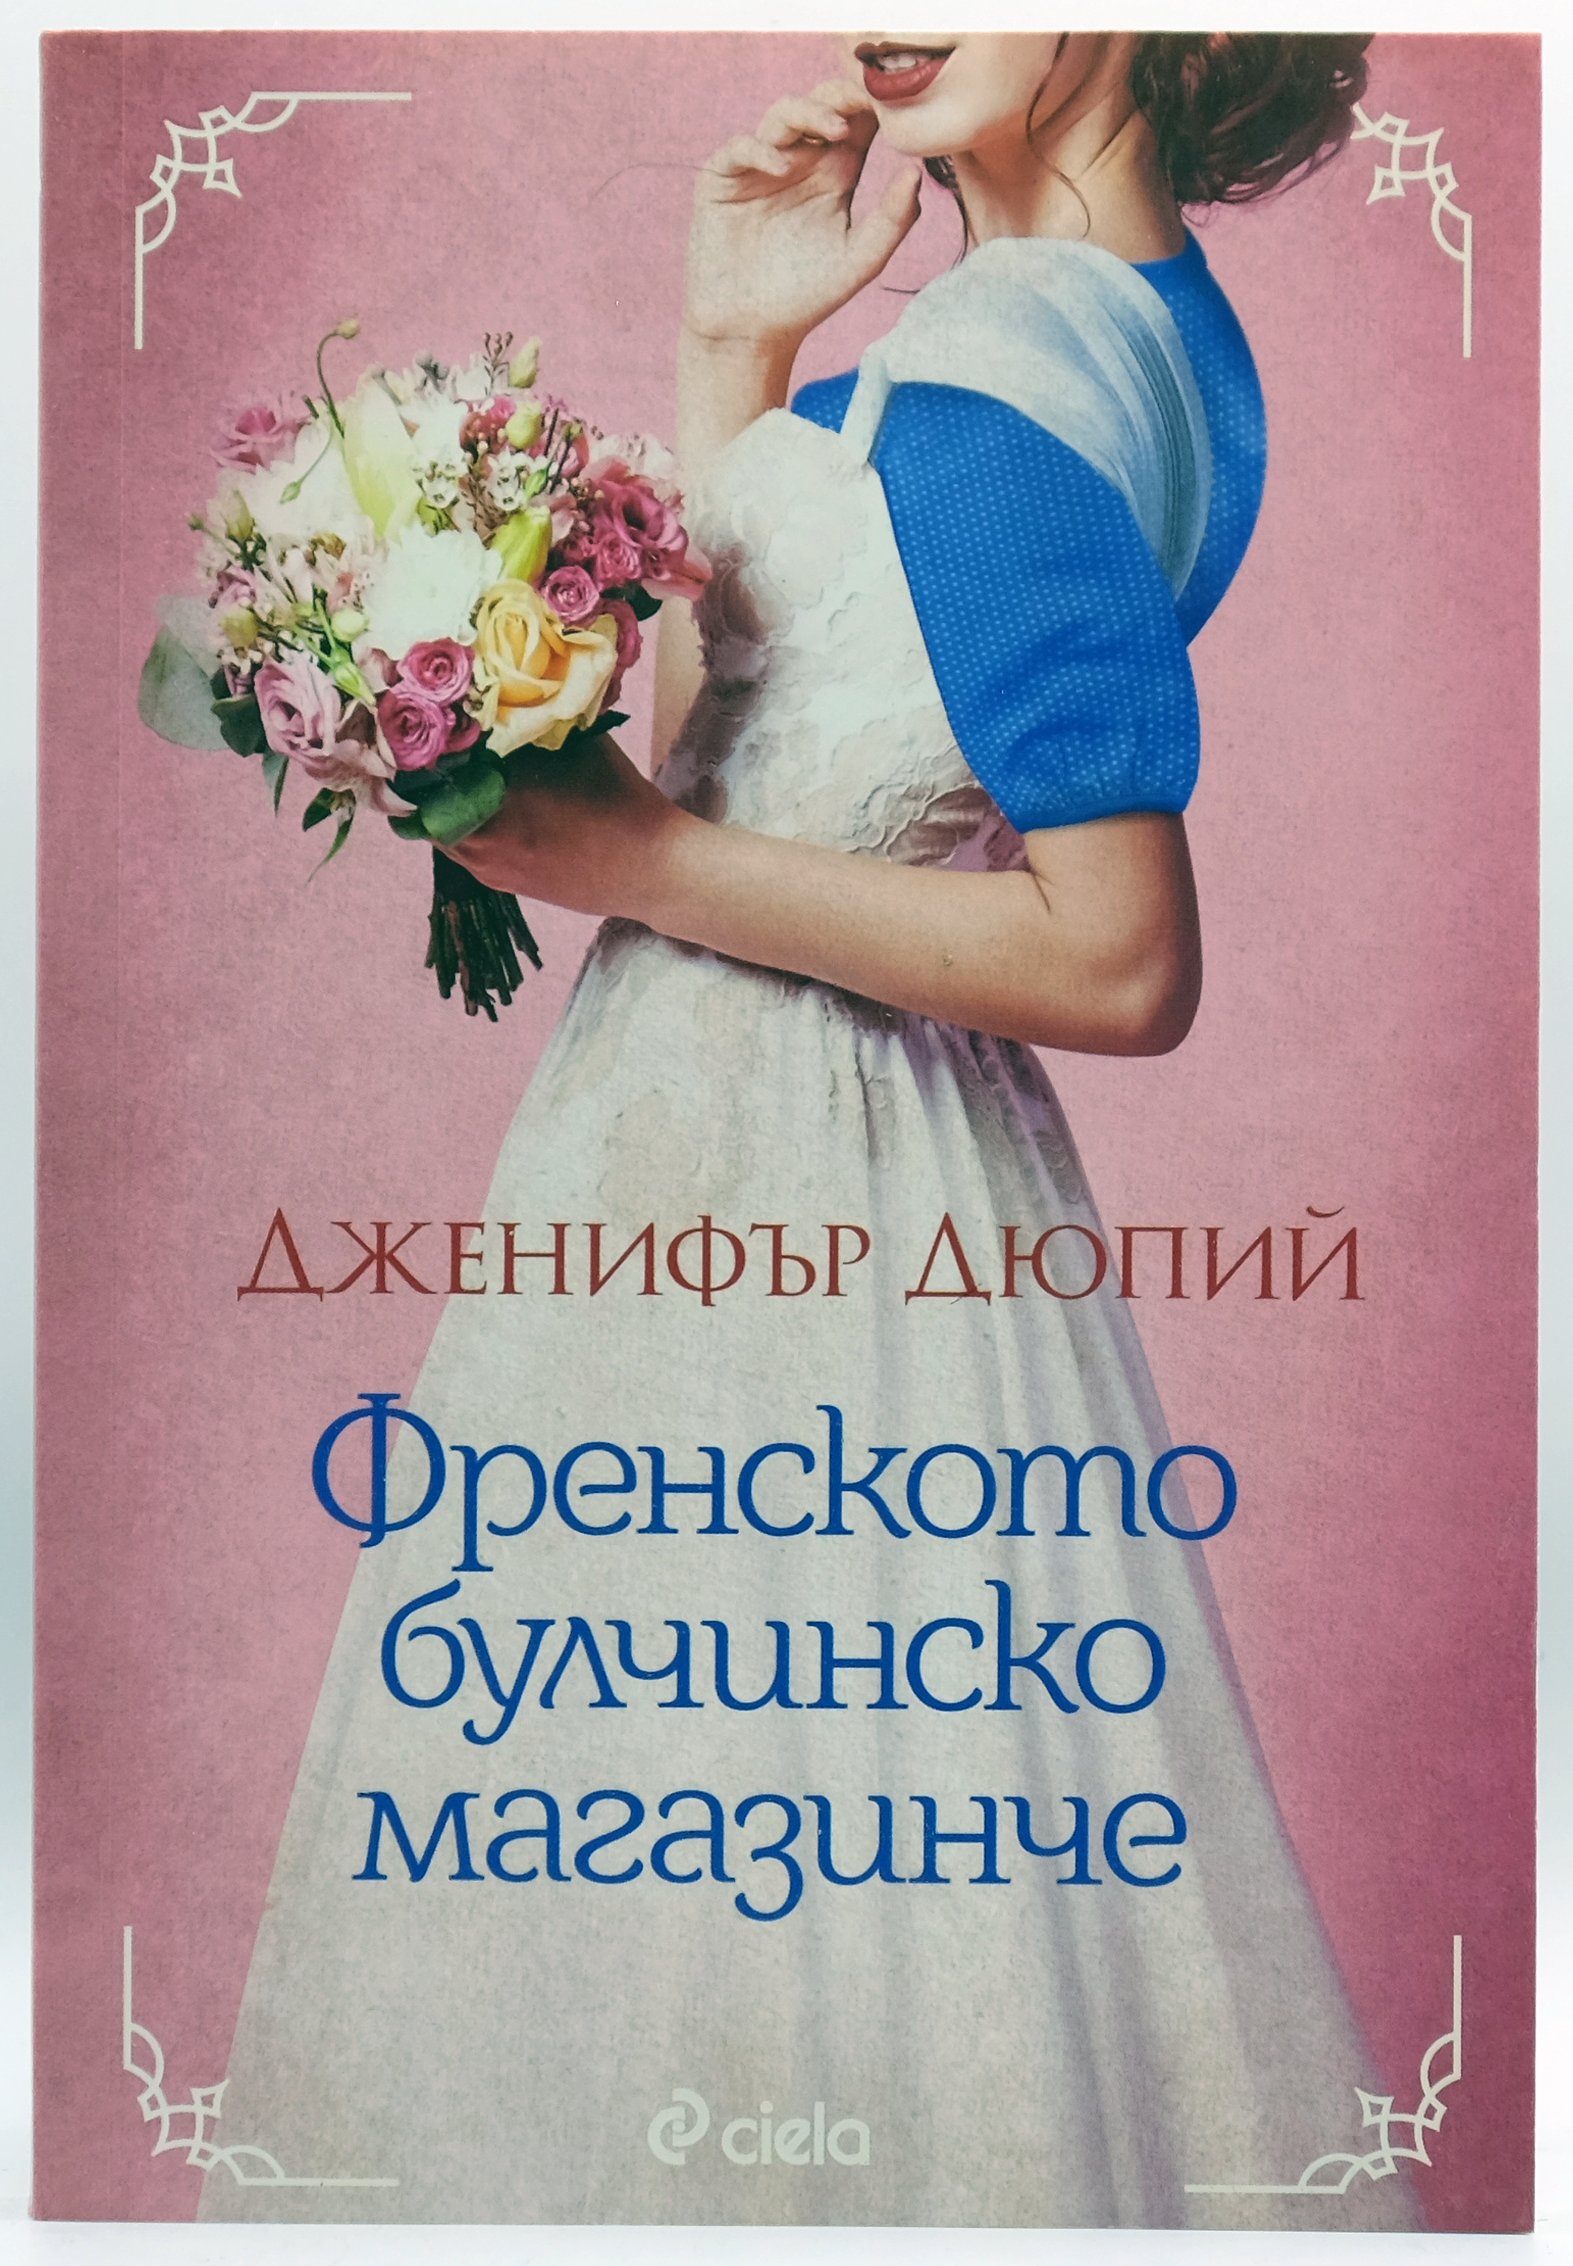 ДЖЕНИФЪР ДЮПИЙ
Френското
булчинско
магазинче
ciela